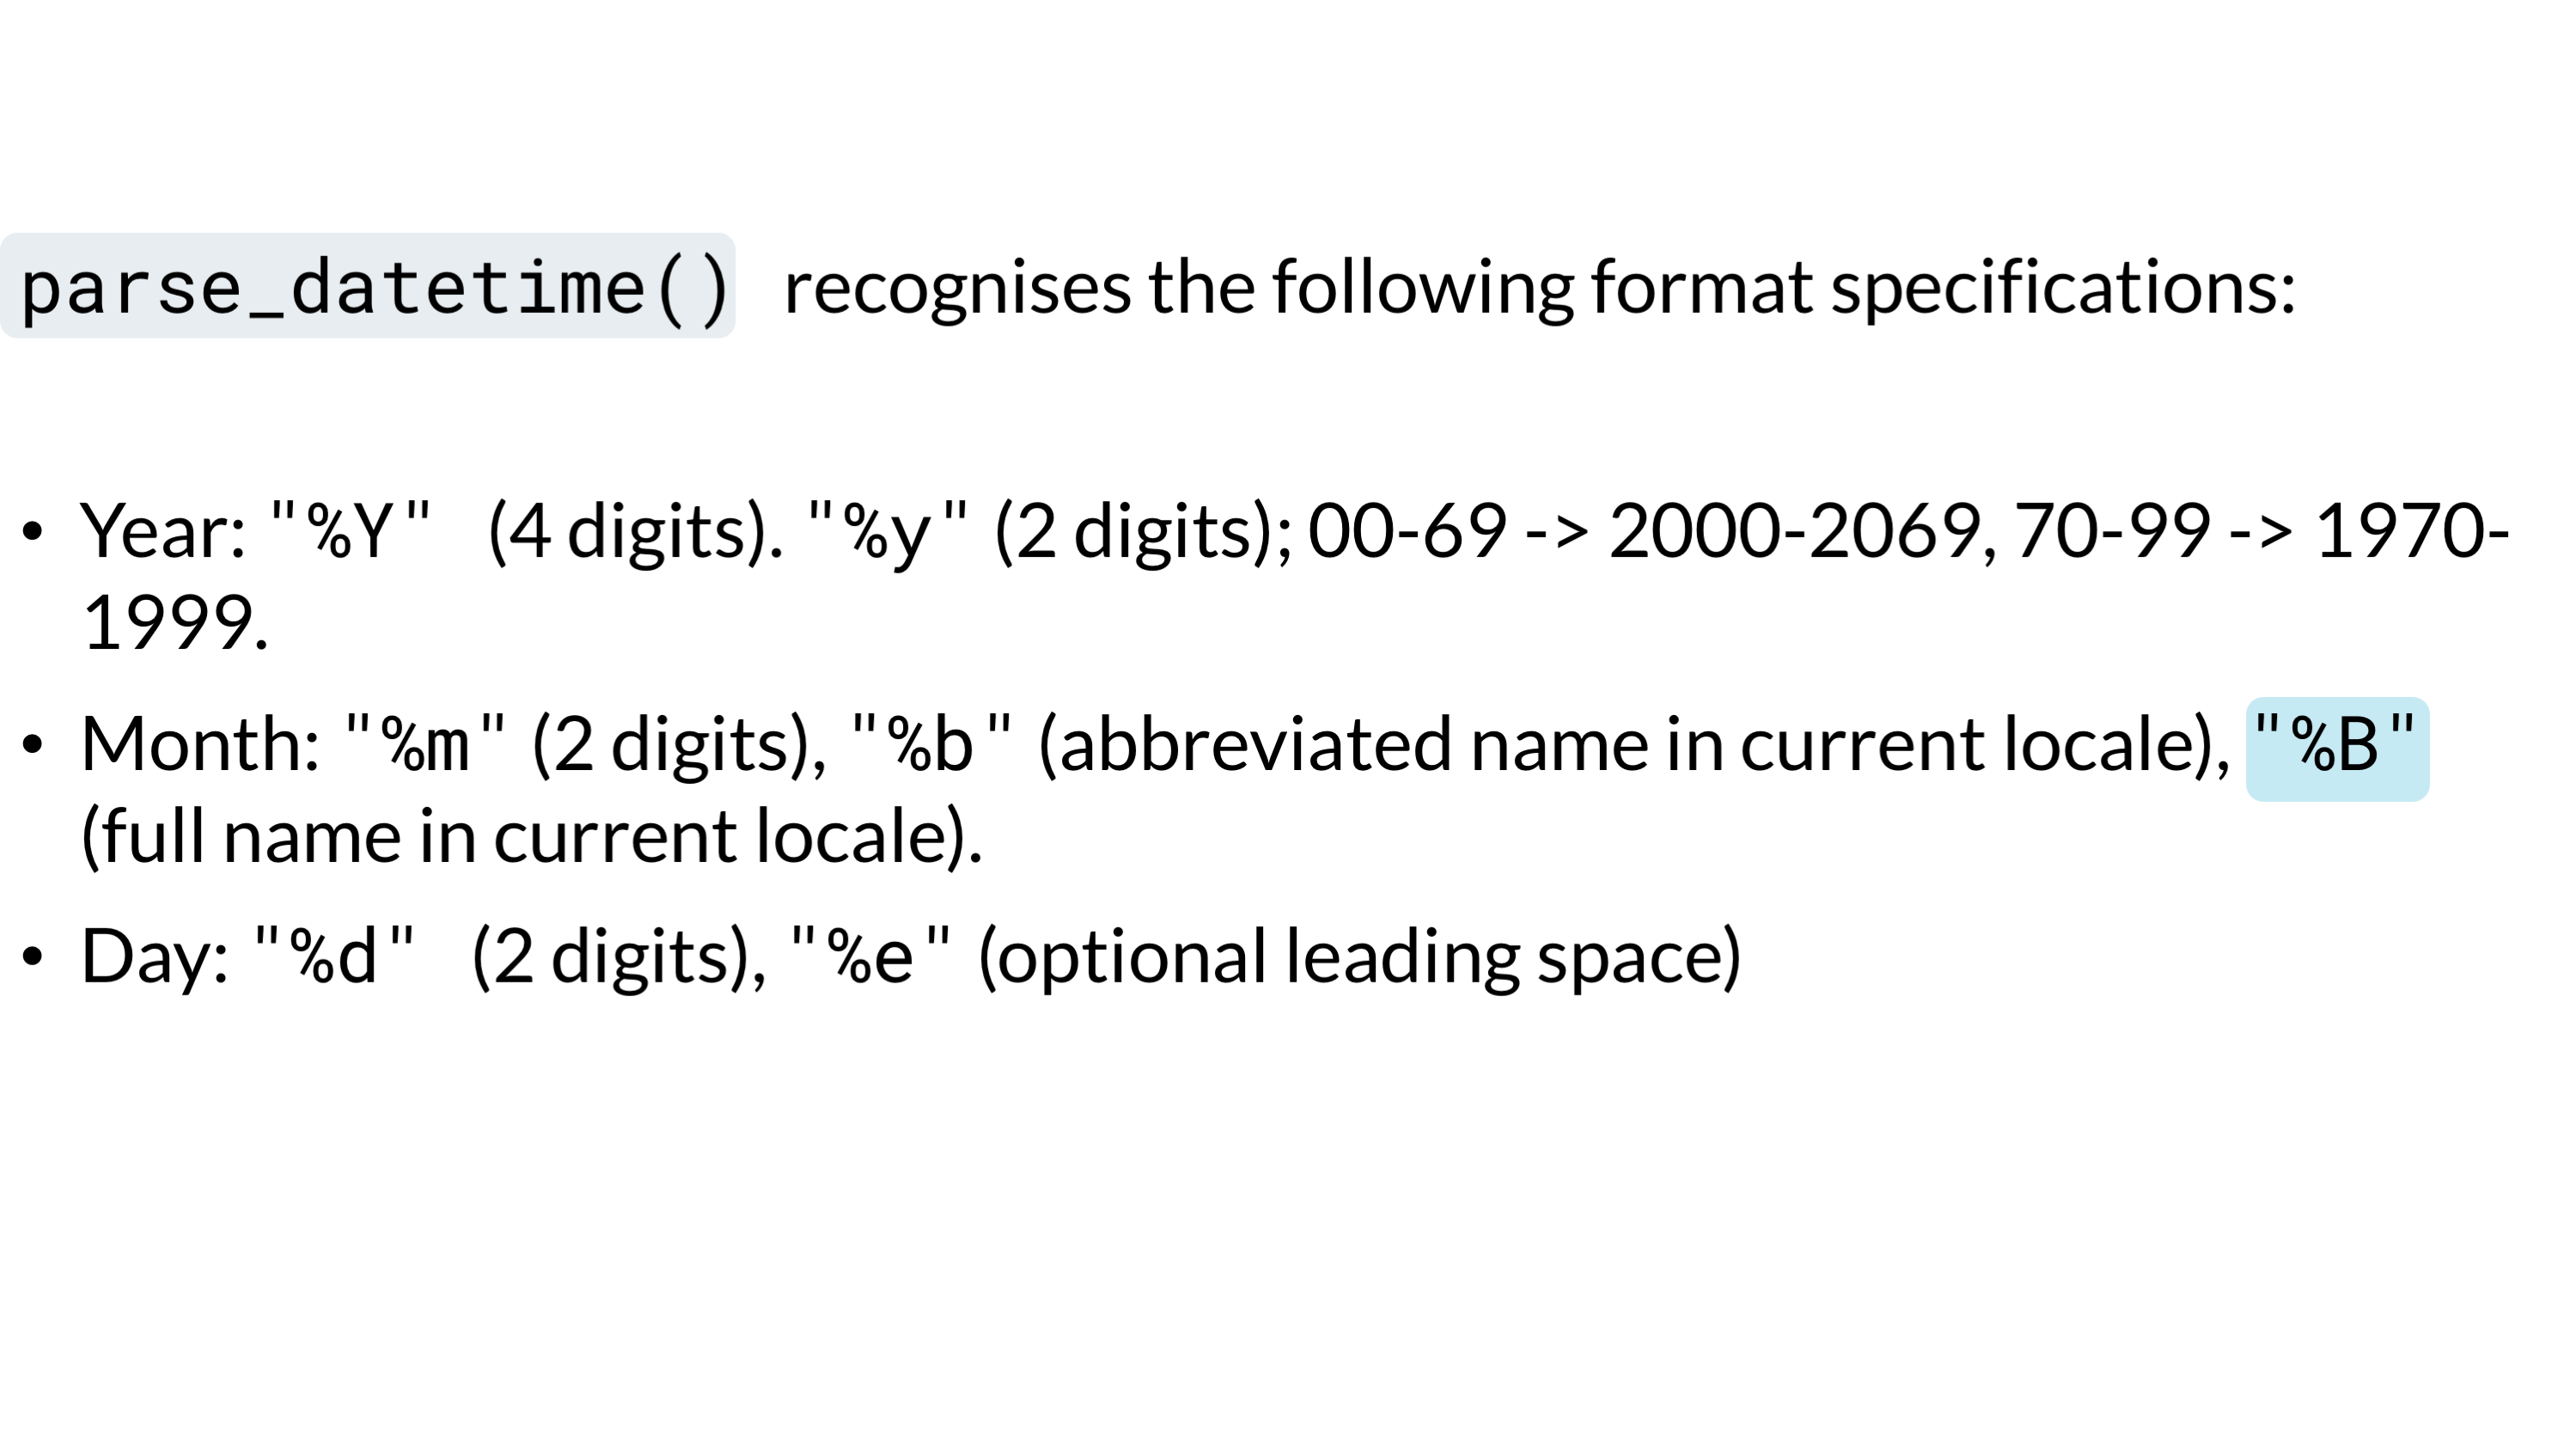 parse_datetime() recognises the following format specifications:
• Year: "%Y" (4 digits). "%y" (2 digits); 00-69 -> 2000-2069, 70-99 -> 1970-
1999.
• Month: "%m" (2 digits), "%b" (abbreviated name in current locale), "%B"
(full name in current locale).
• Day: "%d" (2 digits), "%e" (optional leading space)